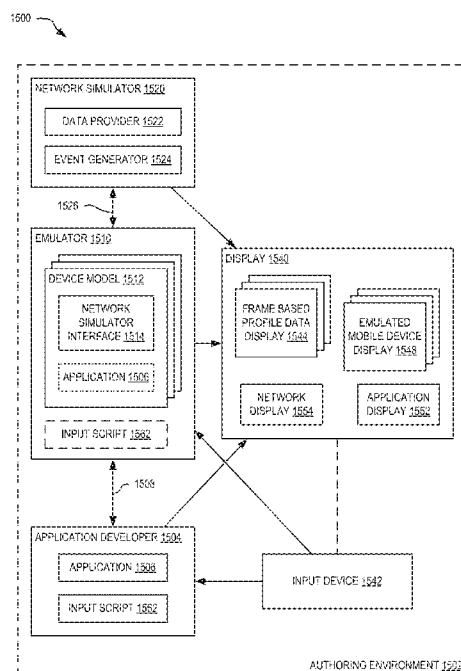 1500
NETWORK SIMULATOR 1520
DATA PROVIDER 1522
EVENT GENERATOR 1524
1526
EMULATOR 1510
DEVICE MODEL 1512
NETWORK
SIMULATOR
INTERFACE 1514
APPLICATION 1506
INPUT SCRIPT 1562
DISPLAY 1540
FRAME BASED
PROFILE DATA
DISPLAY 1544
EMULATED
MOBILE DEVICE
DISPLAY 1548
NETWORK
DISPLAY 1554
APPLICATION
DISPLAY 1552
1508
APPLICATION DEVELOPER 1504
APPLICATION 1506
INPUT SCRIPT 1562
INPUT DEVICE 1542
AUTHORING ENVIRONMENT 1502